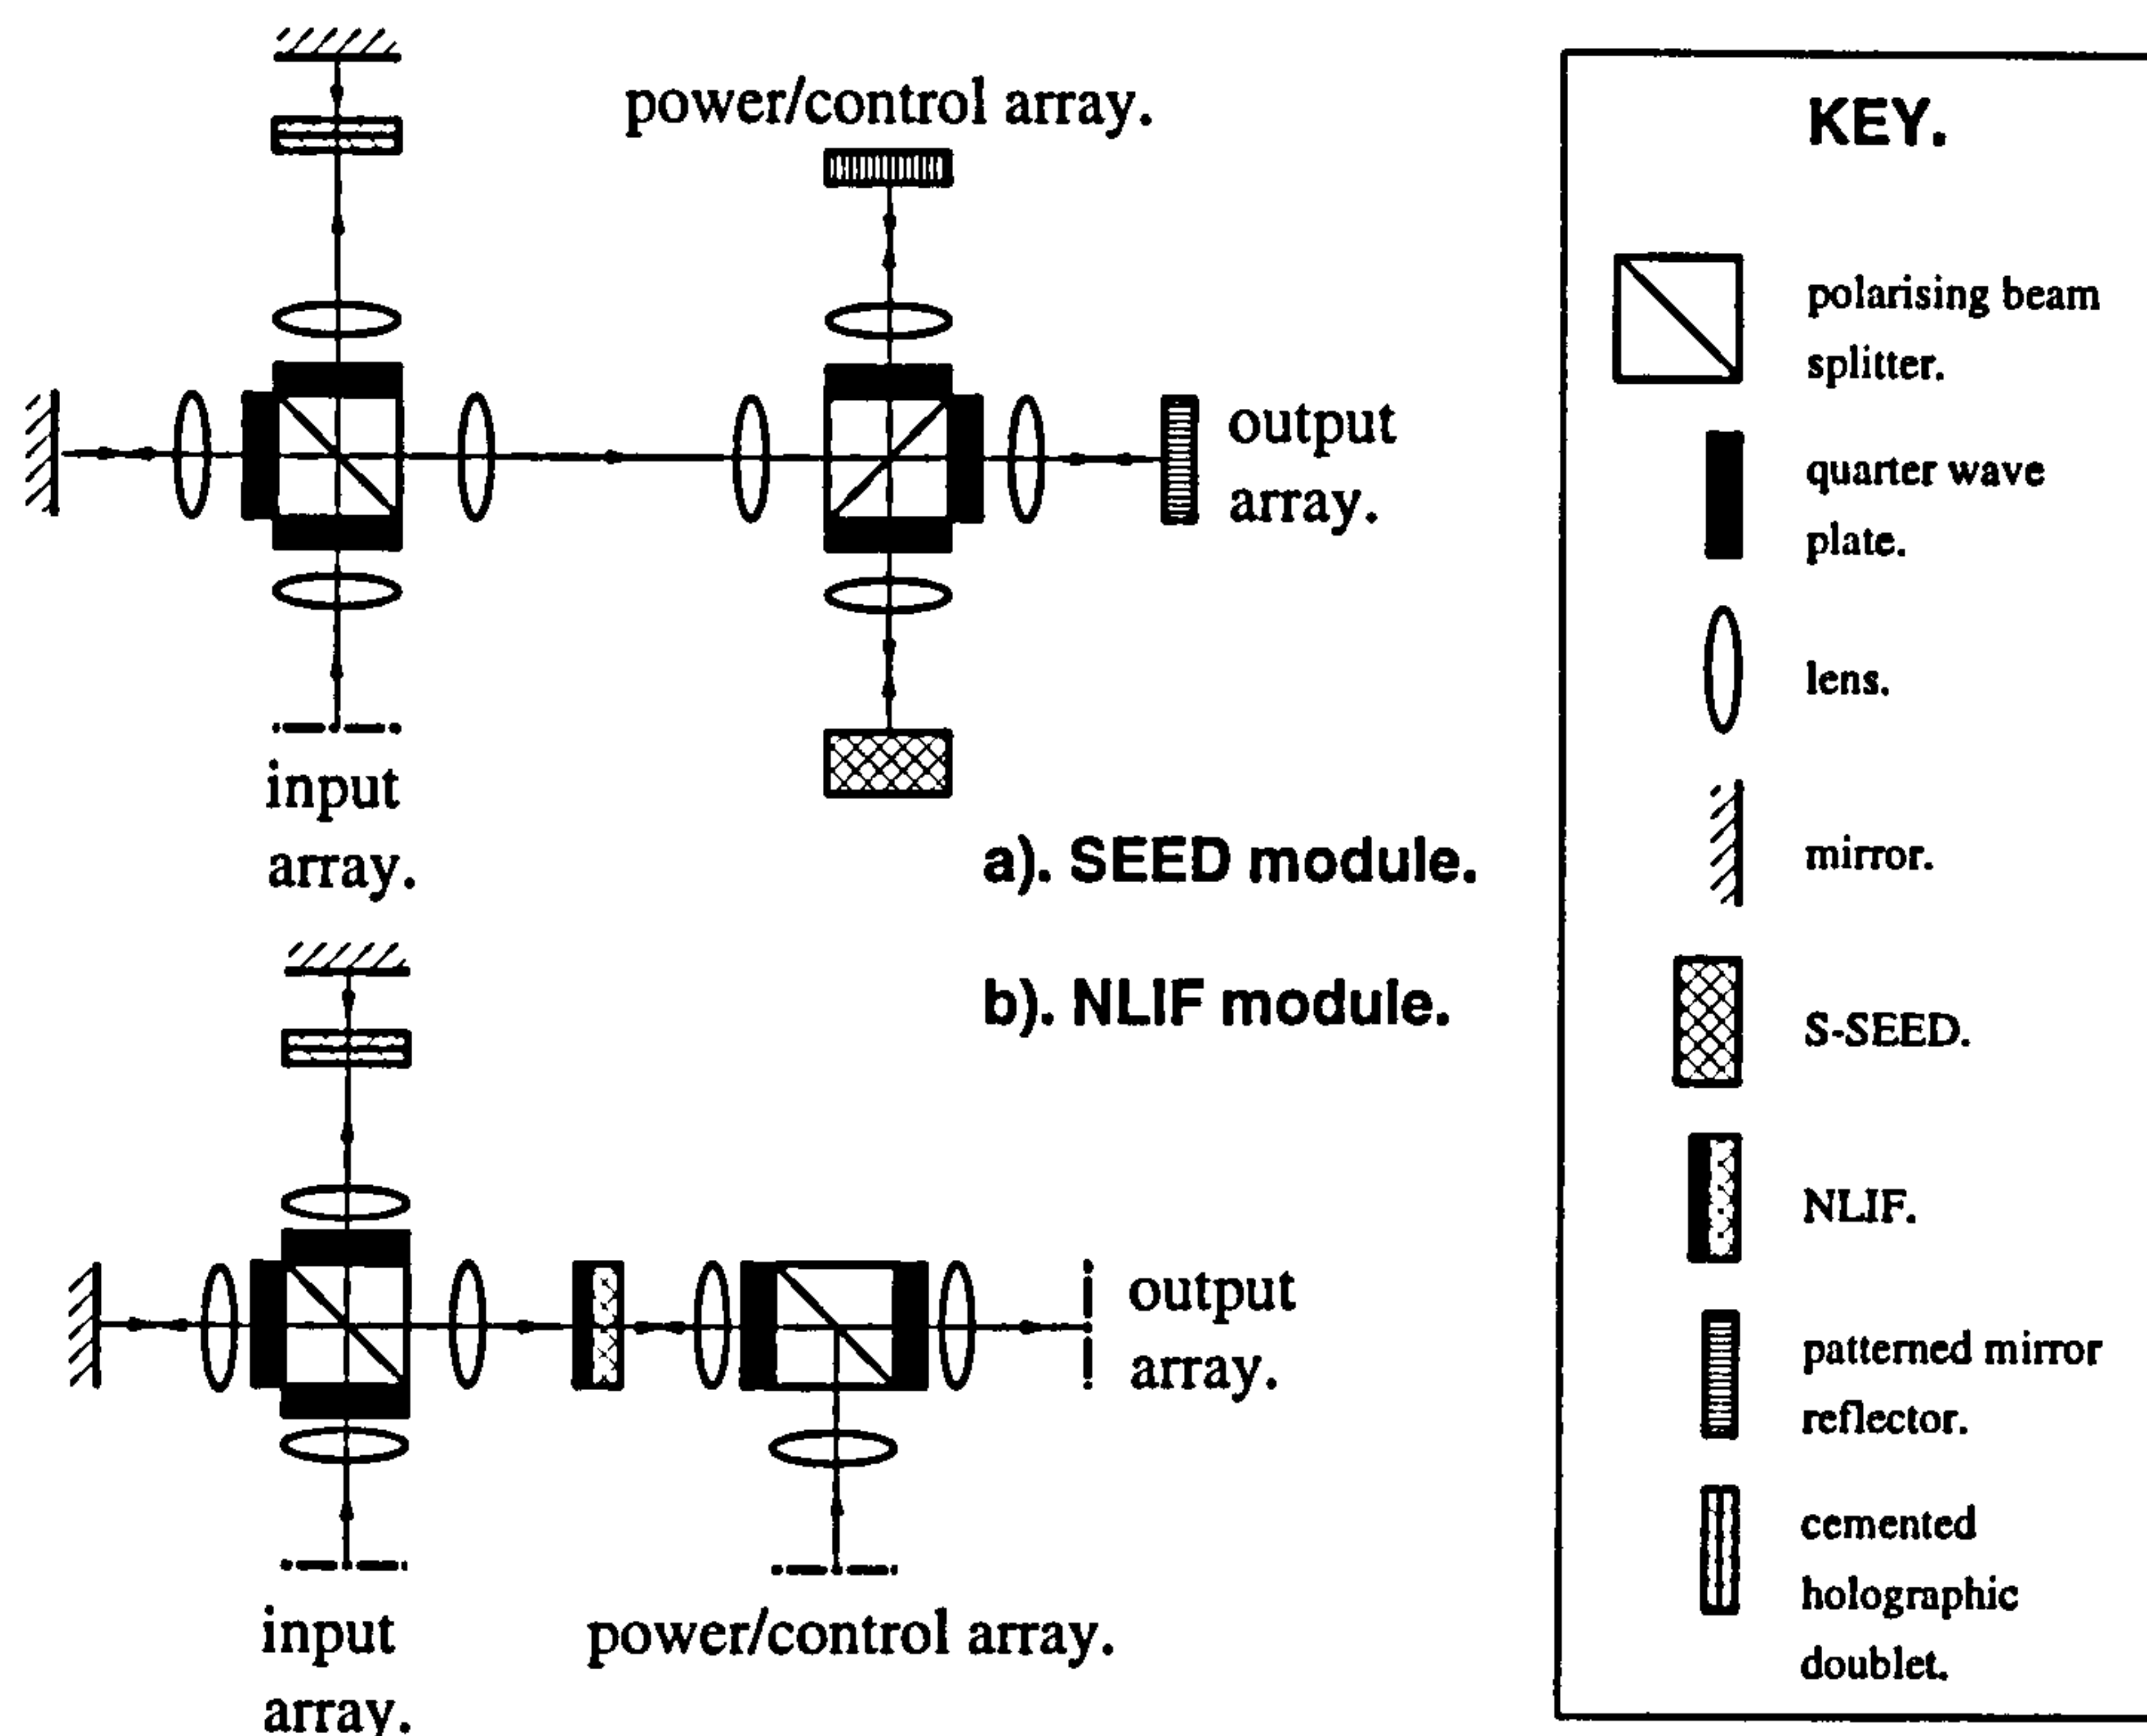 power/control array.
output
array.
input
array.
a). SEED module.
b). NLIF module.
output
array.
input
array.
power/control array.
KEY.
polarising beam
splitter.
quarter wave
plate.
lens.
mirror.
S-SEED.
NLIF.
patterned mirror
reflector.
cemented
holographic
doublet.